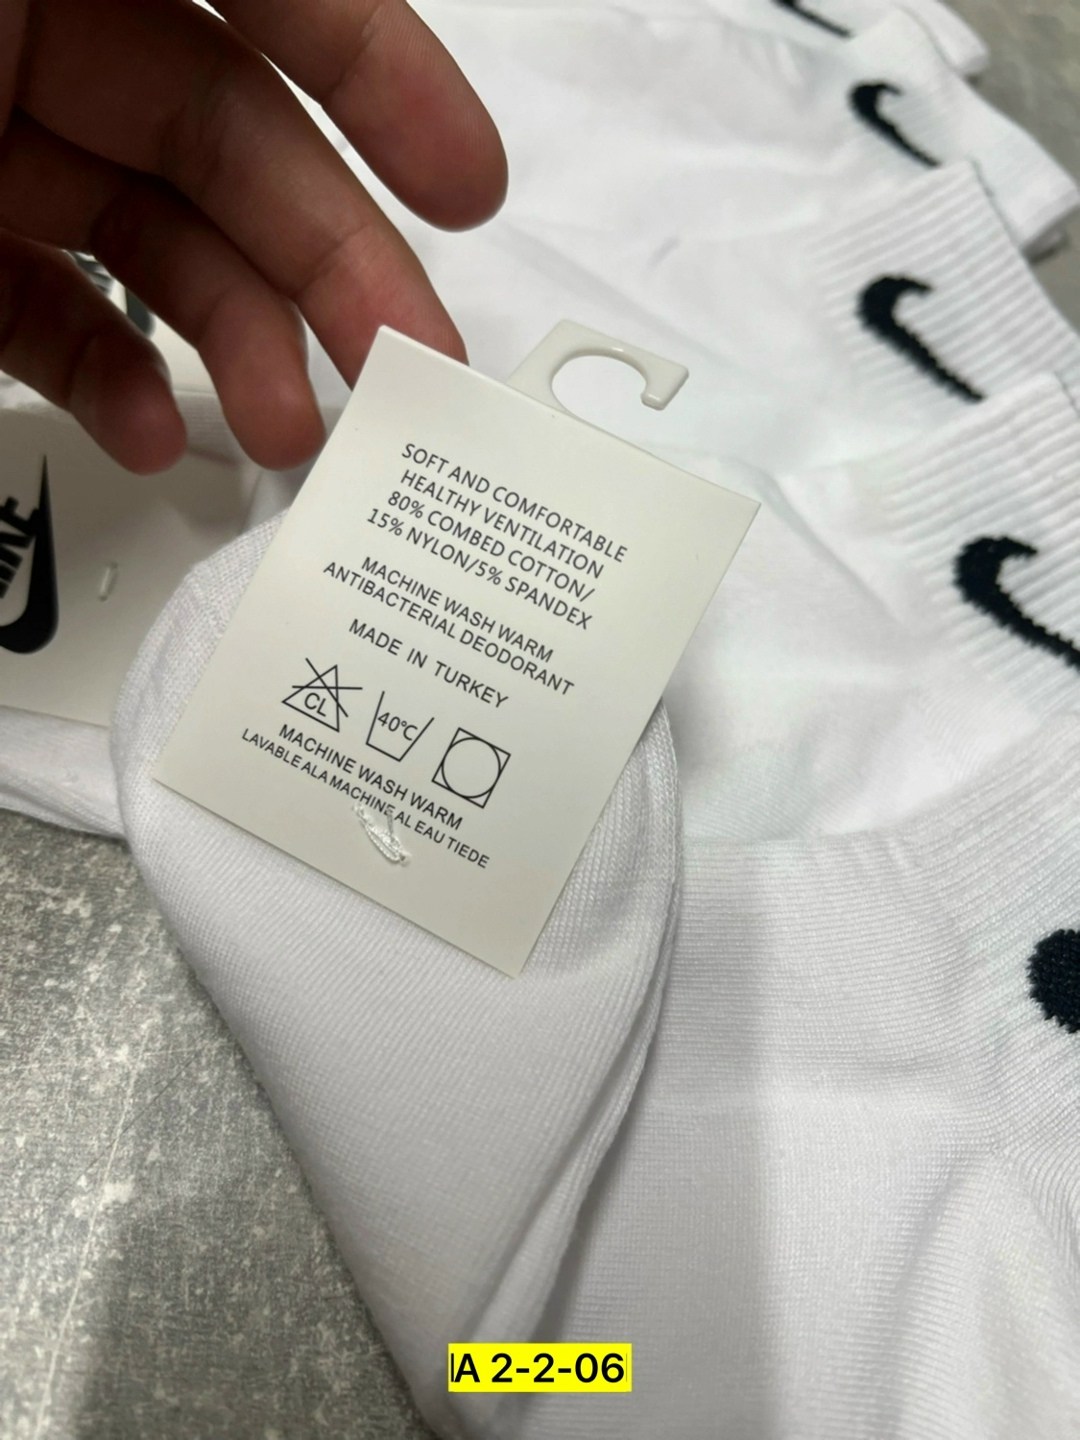 SOFT AND COMFORTABLE
HEALTHY VENTILATION
80% COMBED COTTON/
15% NYLON/5% SPANDEX
MACHINE WASH WARM
ANTIBACTERIAL DEODORANT
MADE IN TURKEY
CL
40°C
MACHINE WASH WARM
LAVABLE ALA MACHINE AL EAU TIEDE
NIKE
A 2-2-06